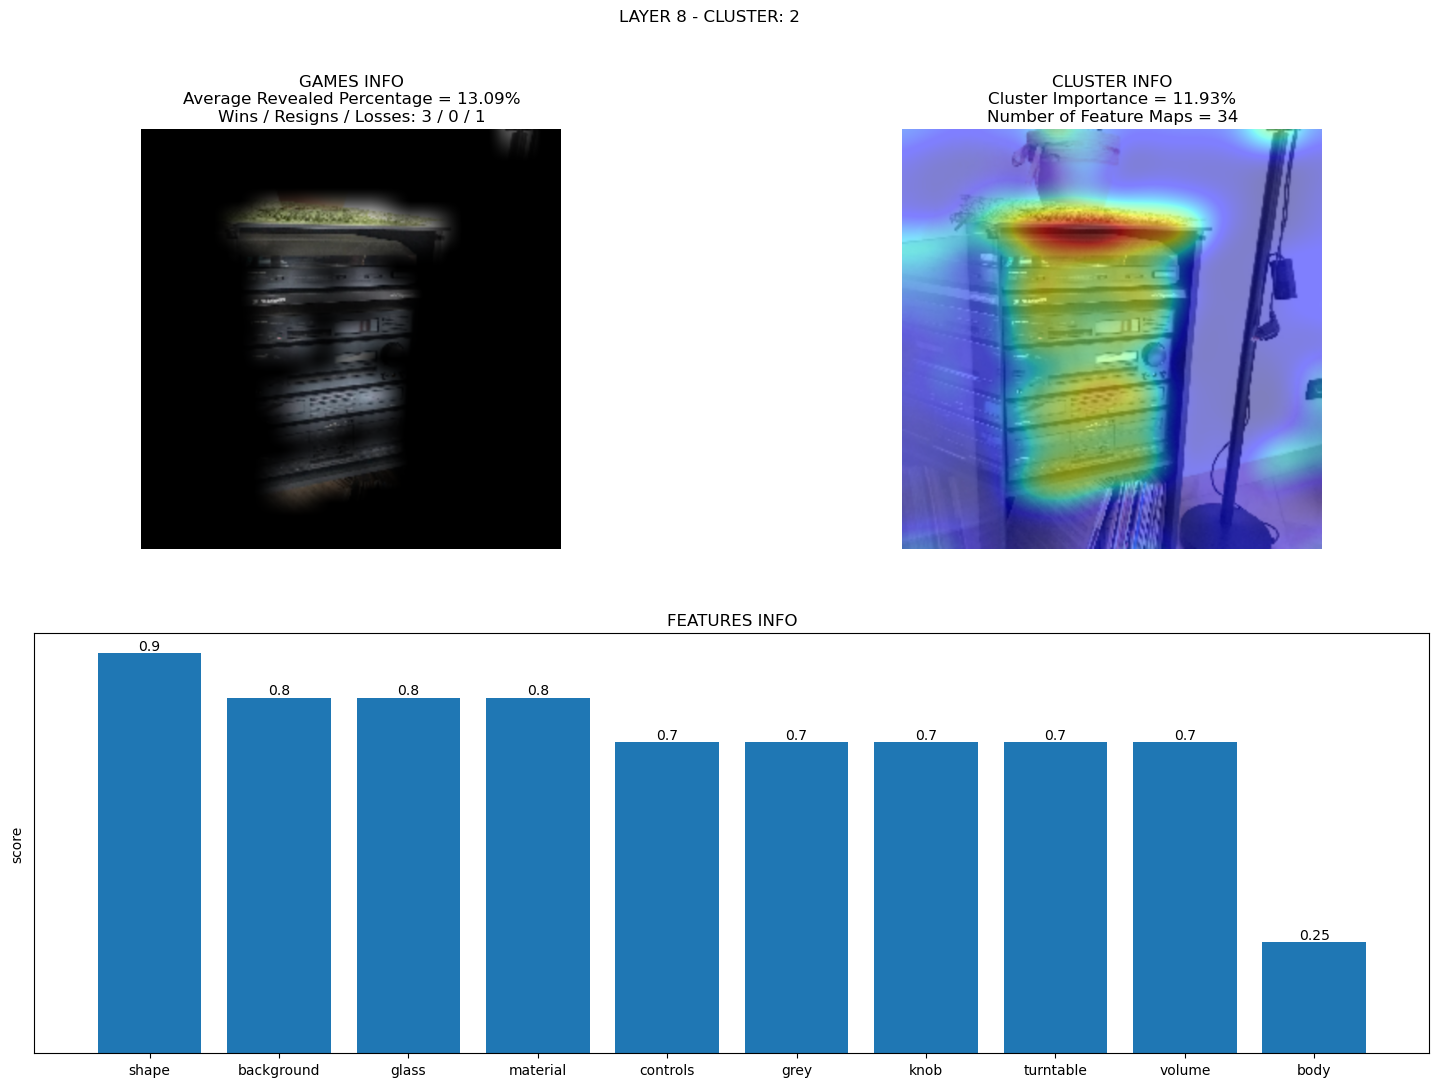 LAYER 8 - CLUSTER: 2
GAMES INFO
Average Revealed Percentage = 13.09%
Wins / Resigns / Losses: 3 / 0 / 1
CLUSTER INFO
Cluster Importance = 11.93%
Number of Feature Maps = 34
FEATURES INFO
score
0.9
0.8
0.8
0.8
0.7
0.7
0.7
0.7
0.7
0.25
shape
background
glass
material
controls
grey
knob
turntable
volume
body